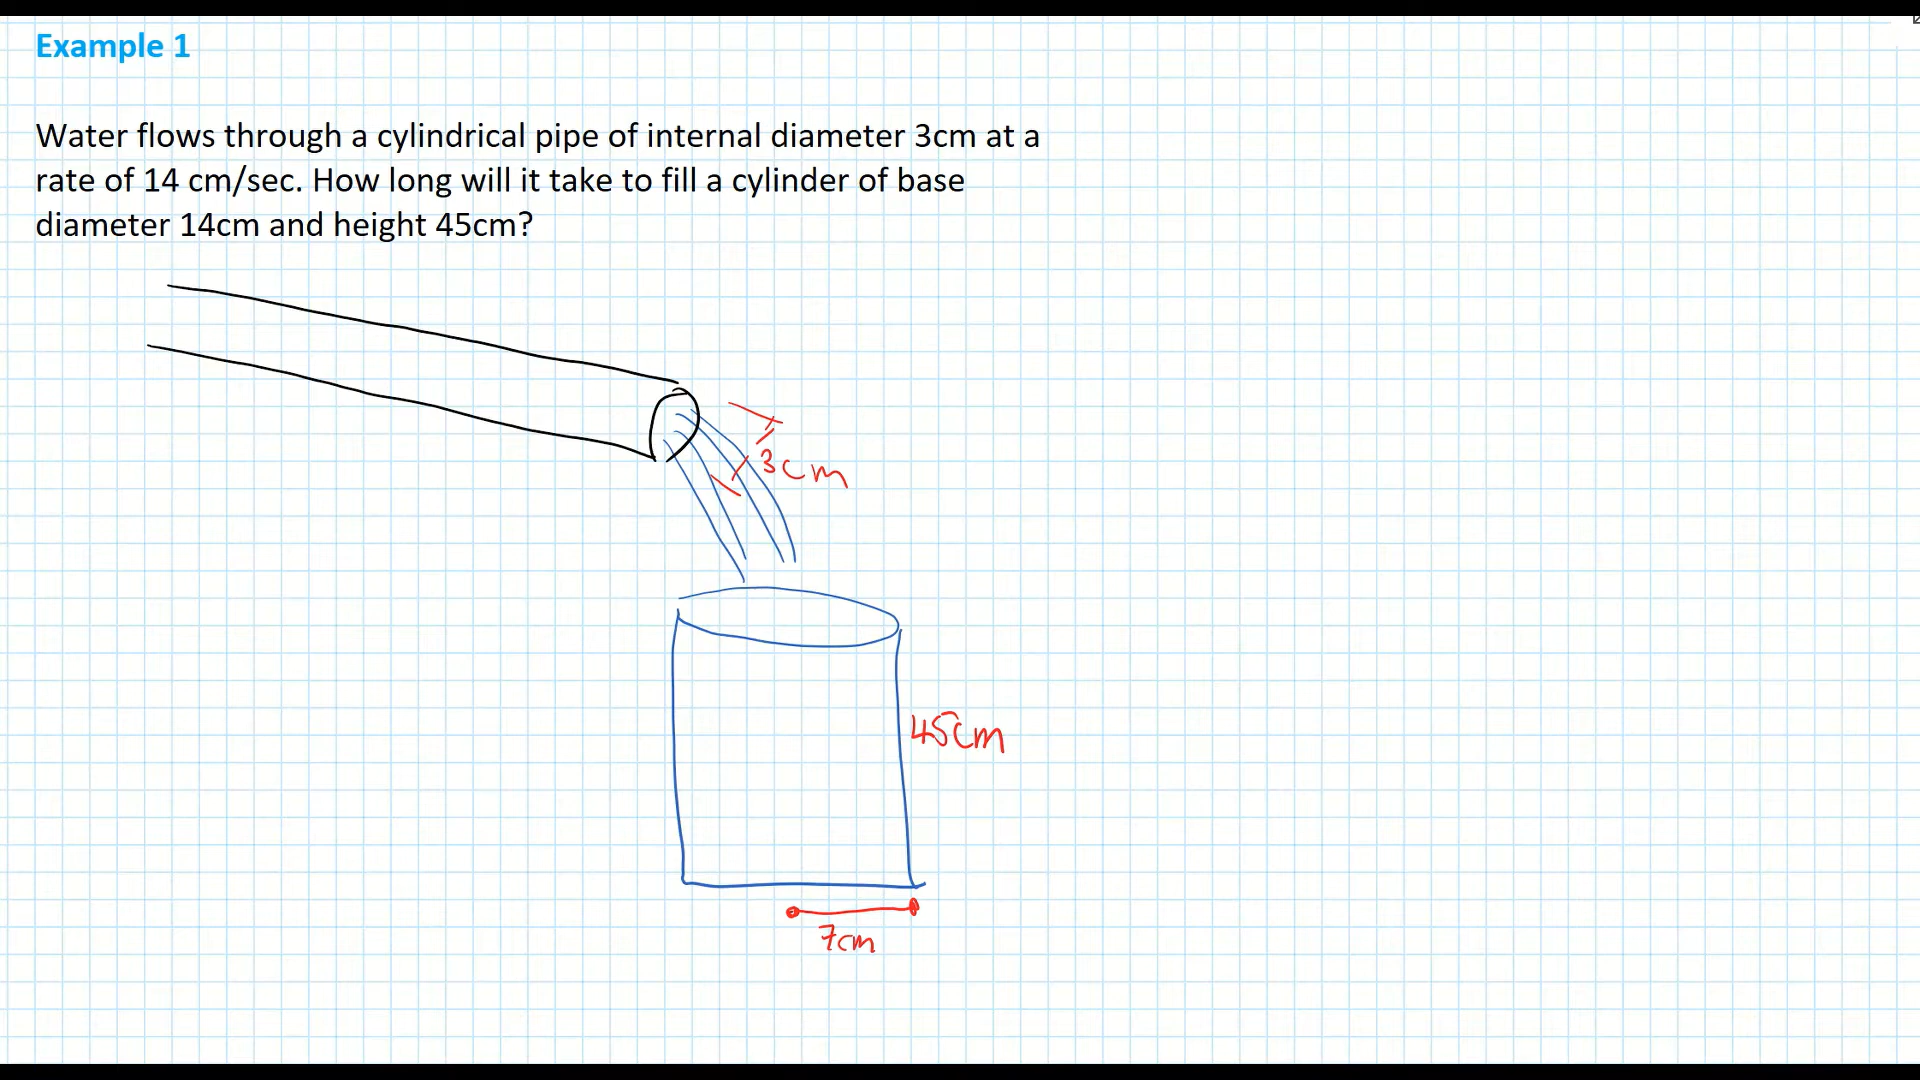 Example 1
Water flows through a cylindrical pipe of internal diameter 3cm at a
rate of 14 cm/sec. How long will it take to fill a cylinder of base
diameter 14cm and height 45cm?
3cm
45cm
7cm